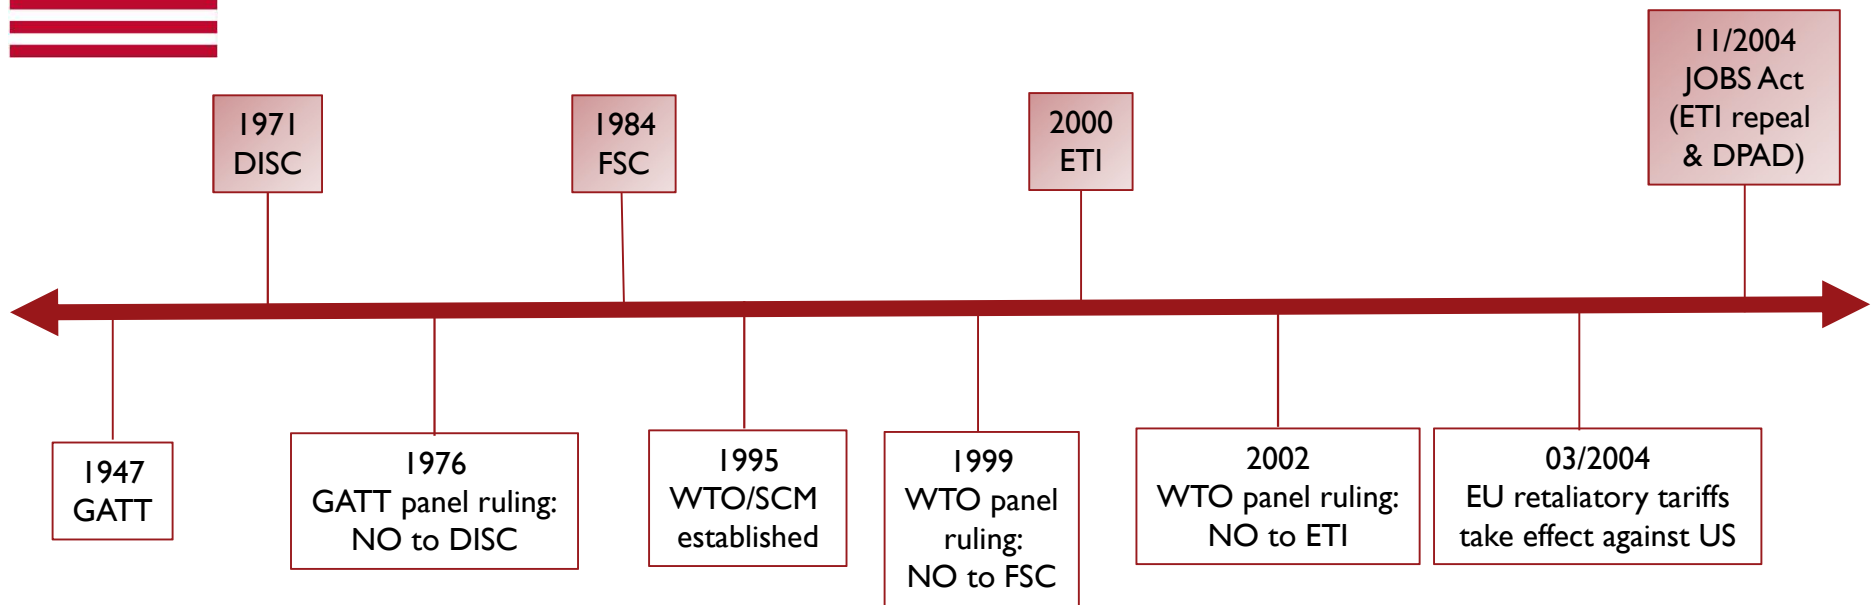 11/2004
JOBS Act
(ETI repeal
& DPAD)
1971
DISC
1984
FSC
2000
ETI
1947
GATT
1976
GATT panel ruling:
NO to DISC
1995
WTO/SCM
established
1999
WTO panel
ruling:
NO to FSC
2002
WTO panel ruling:
NO to ETI
03/2004
EU retaliatory tariffs
take effect against US